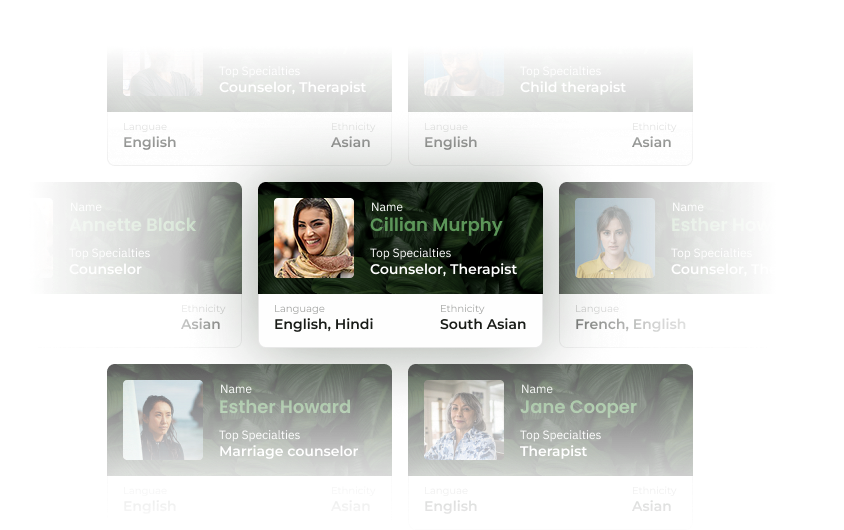 Top Specialties
Counselor, Therapist
Languae
English
Ethnicity
Asian
Top Specialties
Child therapist
Languae
English
Ethnicity
Asian
Name
Annette Black
Top Specialties
Counselor
Ethnicity
Asian
Name
Cillian Murphy
Top Specialties
Counselor, Therapist
Language
English, Hindi
Ethnicity
South Asian
Name
Esther
Top Specialties
Counselor,
Languae
French, English
Name
Esther Howard
Top Specialties
Marriage counselor
Languae
English
Ethnicity
Asian
Name
Jane Cooper
Top Specialties
Therapist
Languae
English
Ethnicity
Asian